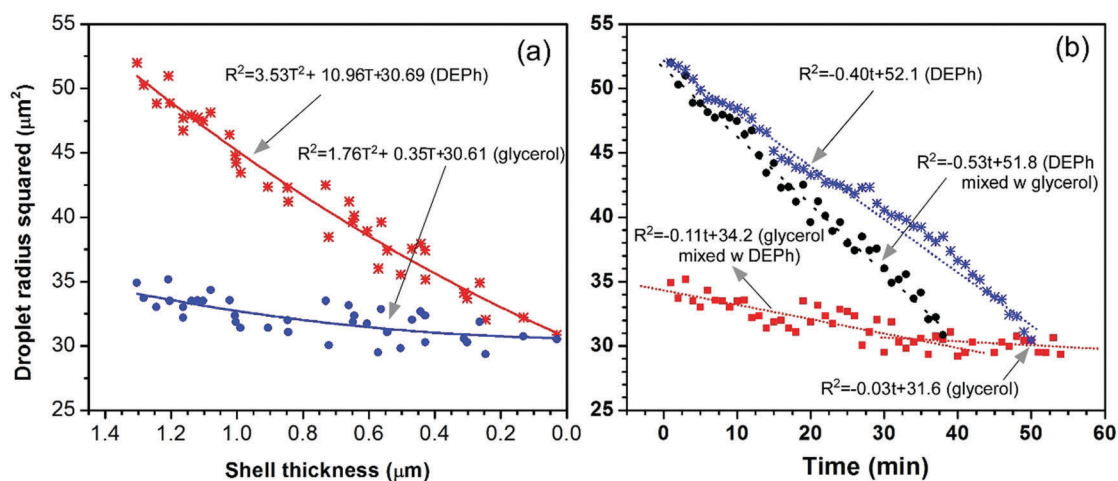 55
50
45
40
35
30
25
Droplet radius squared (μm²)
(a)
R²=3.53T²+ 10.96T+30.69 (DEPh)
R²=1.76T²+ 0.35T+30.61 (glycerol)
1.4 1.2 1.0 0.8 0.6 0.4 0.2 0.0
Shell thickness (μm)
55
50
45
40
35
30
25
(b)
R²=-0.40t+52.1 (DEPh)
R²=-0.53t+51.8 (DEPh
mixed w glycerol)
R²=-0.11t+34.2 (glycerol
mixed w DEPh)
R²=-0.03t+31.6 (glycerol)
0 10 20 30 40 50 60
Time (min)